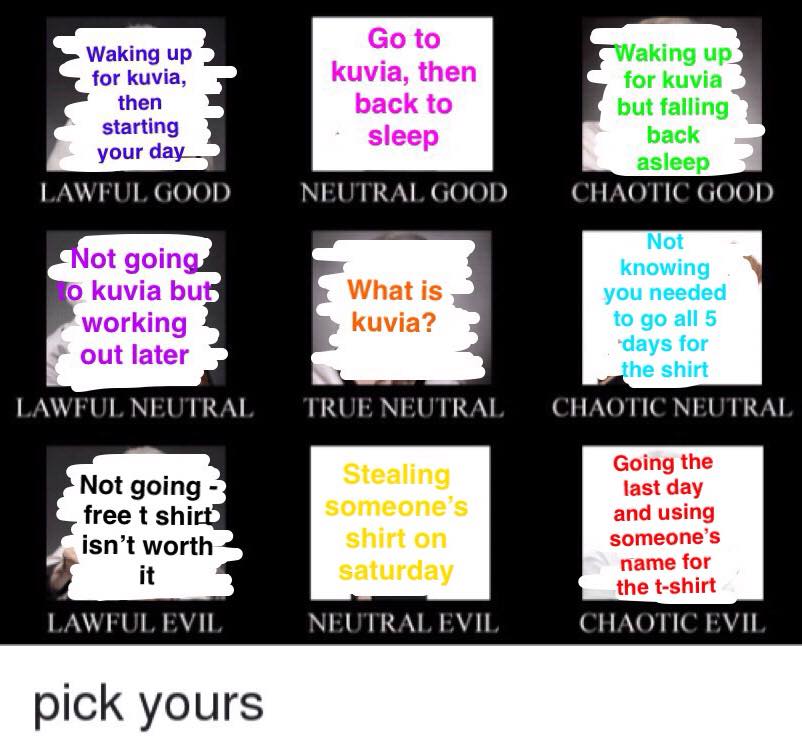 Waking up
for kuvia,
then
starting
your day
LAWFUL GOOD
Go to
kuvia, then
back to
sleep
NEUTRAL GOOD
Waking up
for kuvia
but falling
back
asleep
CHAOTIC GOOD
Not going
to kuvia but
working
out later
LAWFUL NEUTRAL
What is
kuvia?
TRUE NEUTRAL
Not
knowing
you needed
to go all 5
days for
the shirt
CHAOTIC NEUTRAL
Not going -
free t shirt
isn’t worth
it
LAWFUL EVIL
Stealing
someone’s
shirt on
saturday
NEUTRAL EVIL
Going the
last day
and using
someone’s
name for
the t-shirt
CHAOTIC EVIL
pick yours